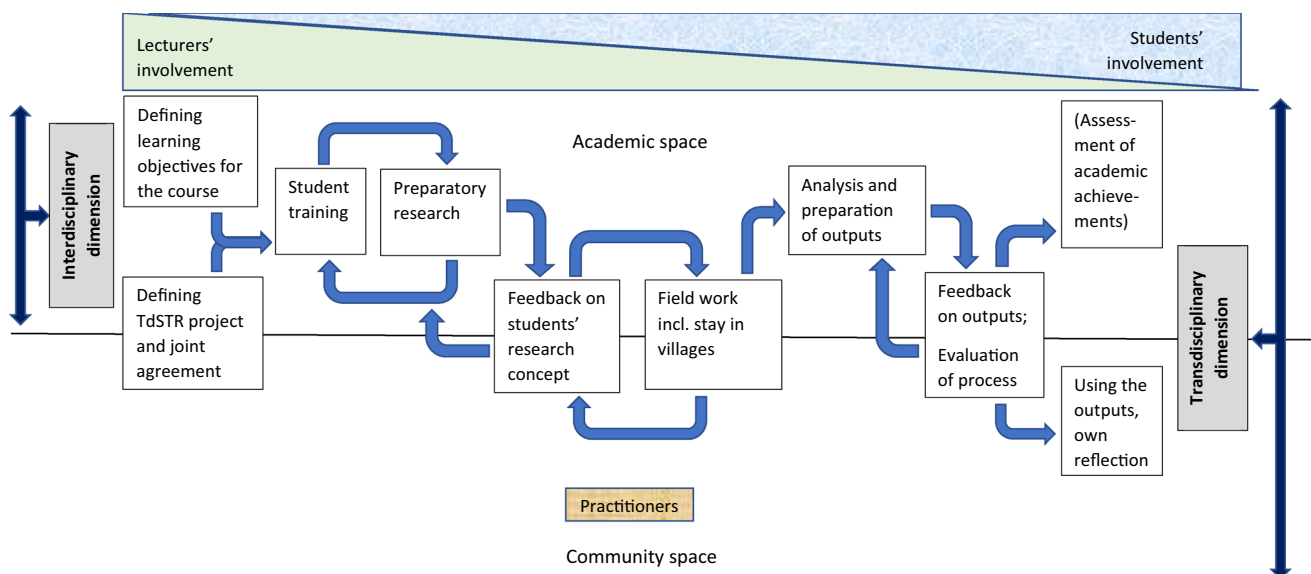 Lecturers'
involvement
Students'
involvement
Interdisciplinary
dimension
Defining
learning
objectives for
the course
Defining
TdSTR project
and joint
agreement
Student
training
Preparatory
research
Academic space
Feedback on
students'
research
concept
Field work
incl. stay in
villages
Analysis and
preparation
of outputs
Feedback
on outputs;
Evaluation
of process
(Assess-
ment of
academic
achieve-
ments)
Using the
outputs,
own
reflection
Transdisciplinary
dimension
Practitioners
Community space